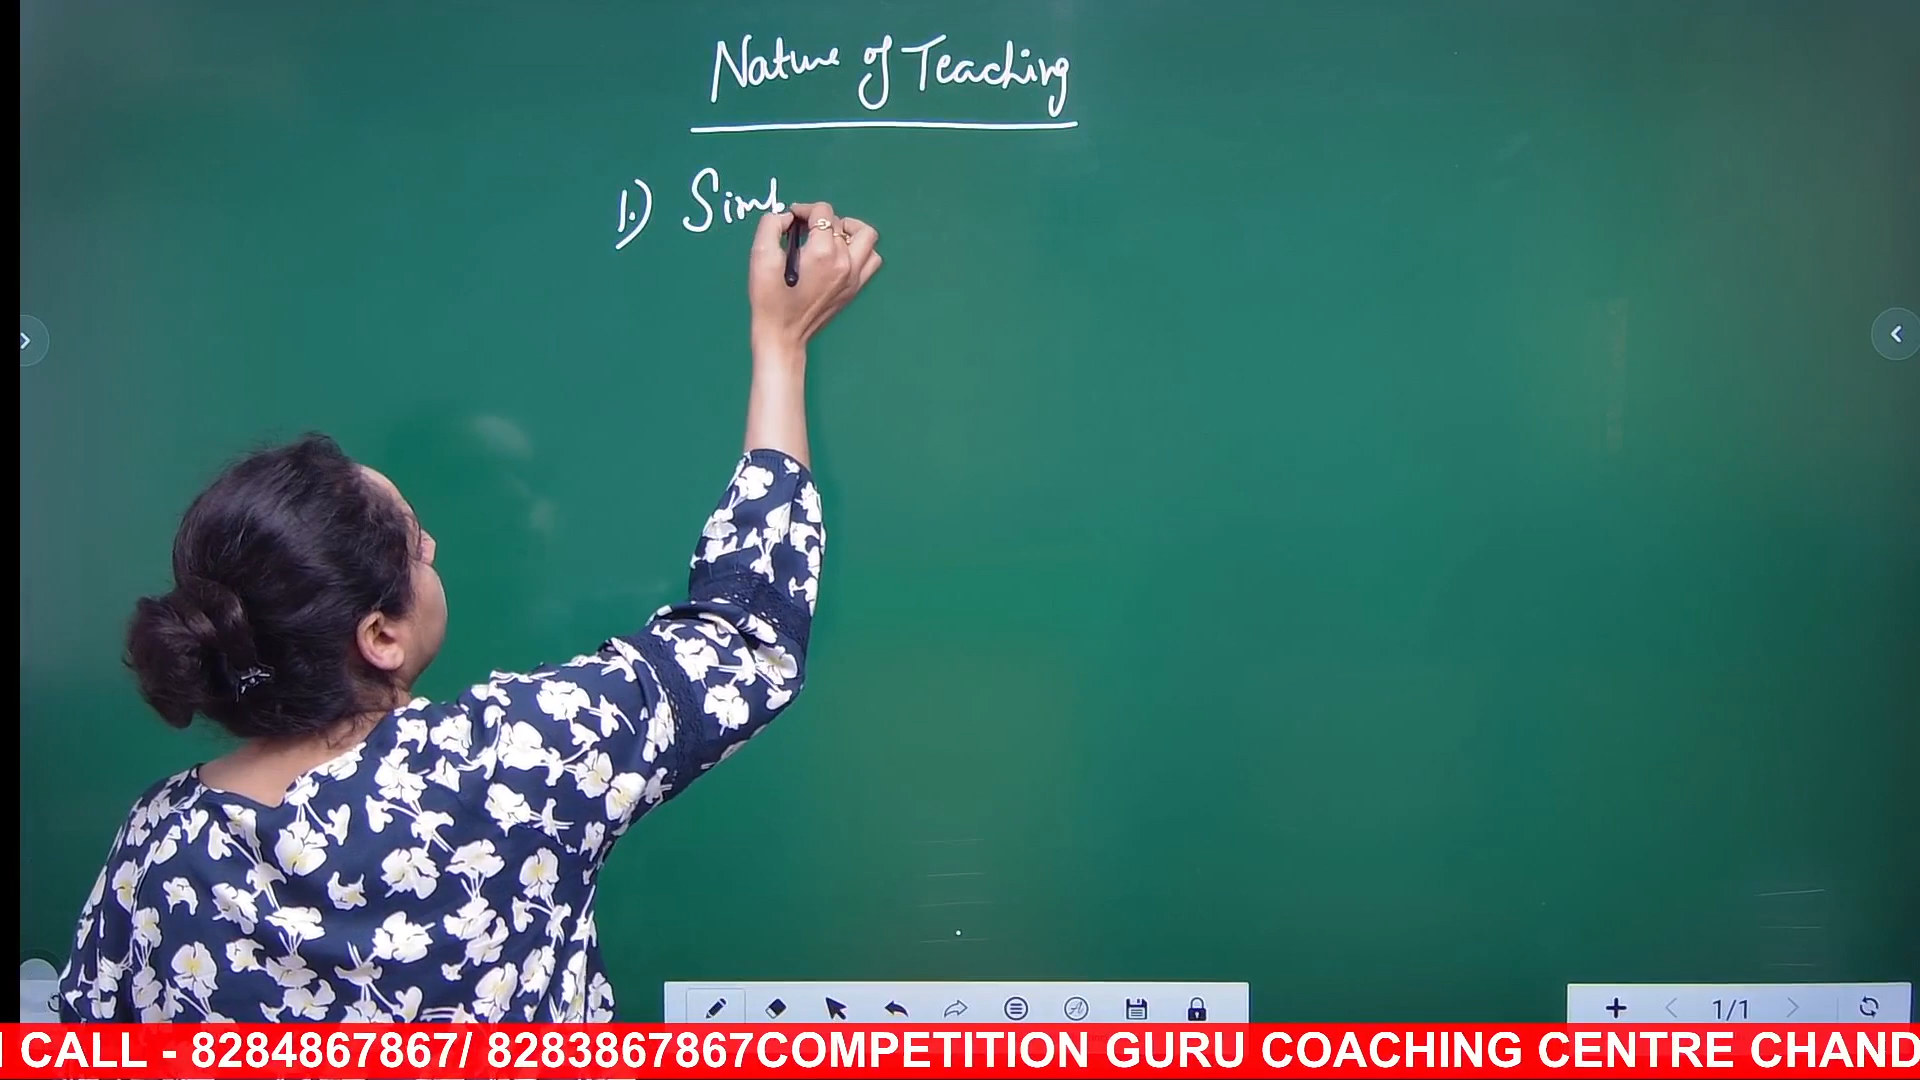 Nature of Teaching
1.) Simp
1/1
CALL - 8284867867/ 8283867867COMPETITION GURU COACHING CENTRE CHAND